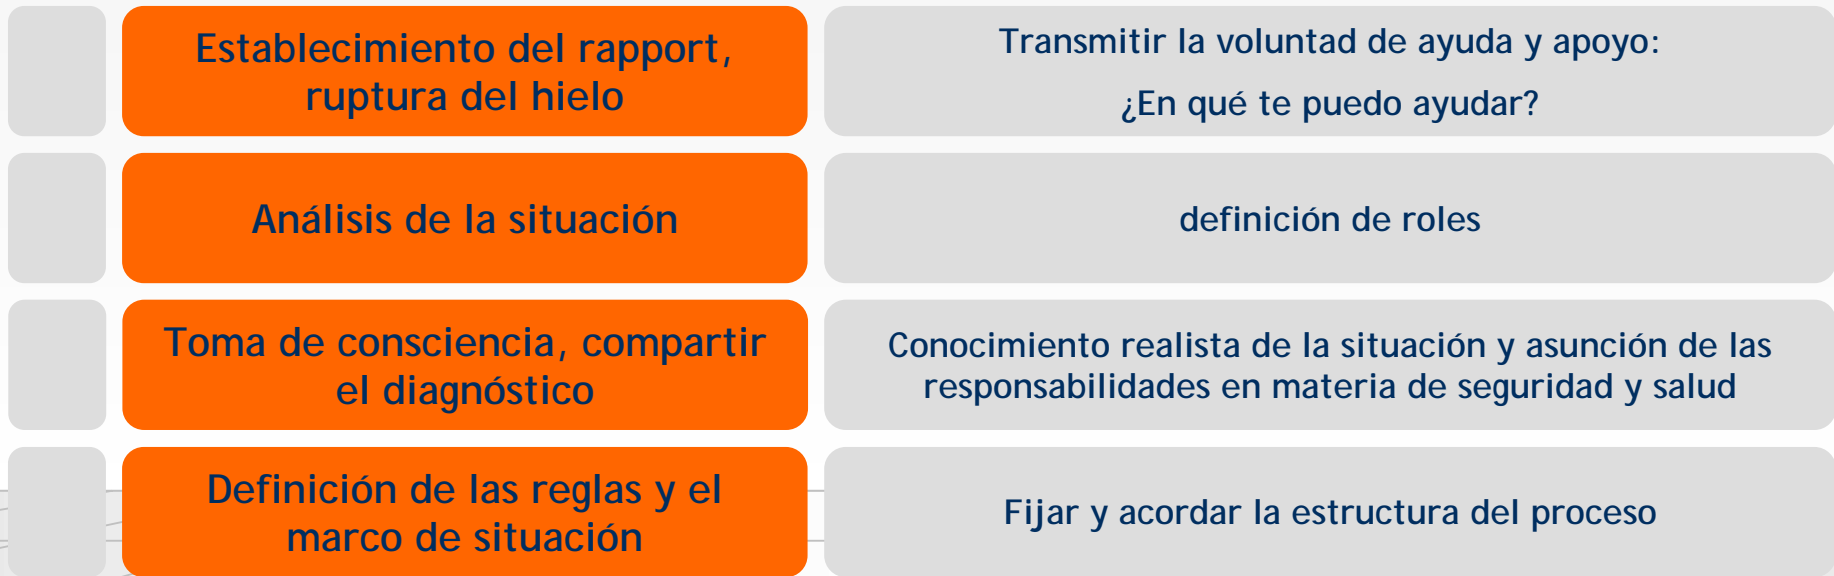 Establecimiento del rapport,
ruptura del hielo
Transmitir la voluntad de ayuda y apoyo:
¿En qué te puedo ayudar?
Análisis de la situación
definición de roles
Toma de consciencia, compartir
el diagnóstico
Conocimiento realista de la situación y asunción de las
responsabilidades en materia de seguridad y salud
Definición de las reglas y el
marco de situación
Fijar y acordar la estructura del proceso